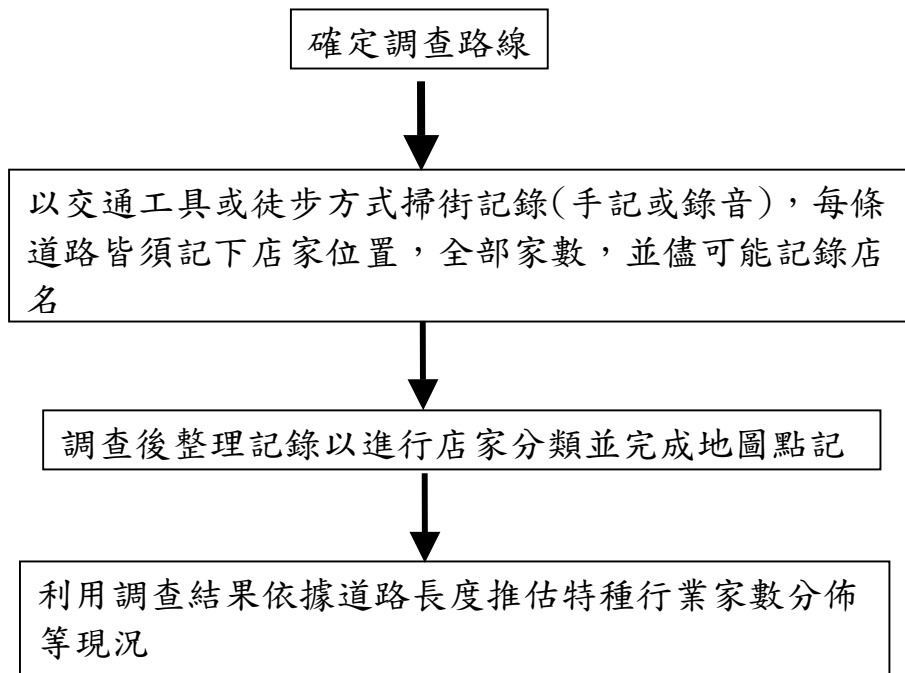 確定調查路線
以交通工具或徒步方式掃街記錄(手記或錄音)，每條
道路皆須記下店家位置，全部家數，並儘可能記錄店
名
調查後整理記錄以進行店家分類並完成地圖點記
利用調查結果依據道路長度推估特種行業家數分佈
等現況